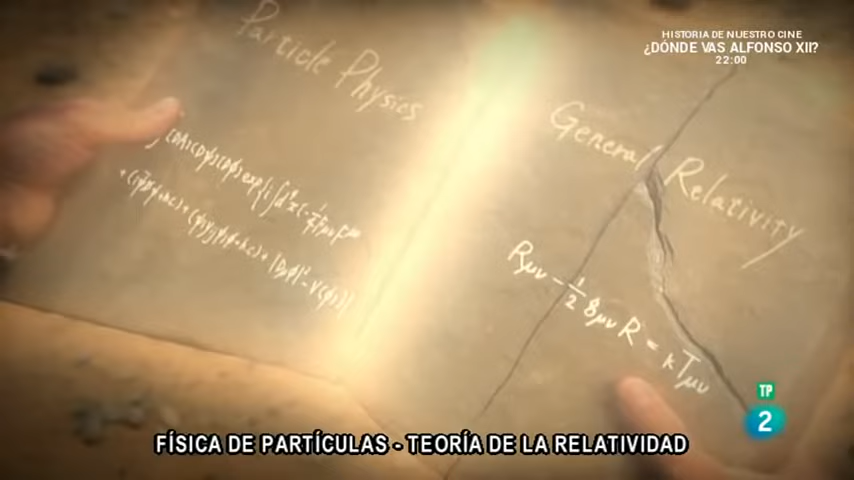 HISTORIA DE NUESTRO CINE
¿DÓNDE VAS ALFONSO XII?
22:00
Particle Physics
General Relativity
Rμν - 1/2 gμν R = κTμν
TP
2
FÍSICA DE PARTÍCULAS - TEORÍA DE LA RELATIVIDAD